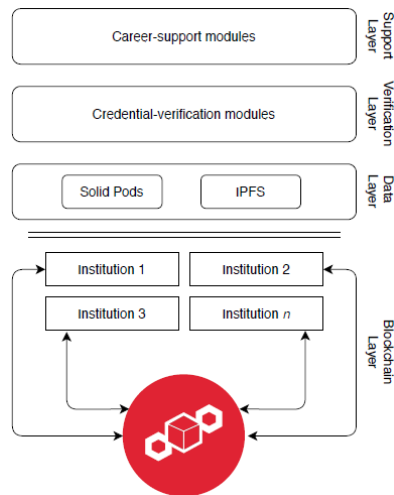 Career-support modules
Support
Layer
Credential-verification modules
Verification
Layer
Solid Pods
IPFS
Data
Layer
Institution 1
Institution 2
Institution 3
Institution n
Blockchain
Layer